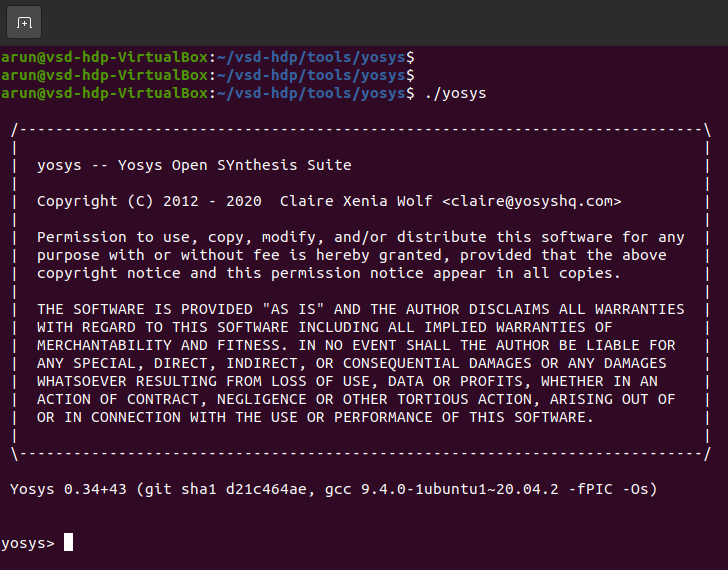 arun@vsd-hdp-VirtualBox:~/vsd-hdp/tools/yosys$
arun@vsd-hdp-VirtualBox:~/vsd-hdp/tools/yosys$
arun@vsd-hdp-VirtualBox:~/vsd-hdp/tools/yosys$ ./yosys
/----------------------------------------------------------------------------\
|                                                                            |
|  yosys -- Yosys Open SYnthesis Suite                                       |
|                                                                            |
|  Copyright (C) 2012 - 2020  Claire Xenia Wolf <claire@yosyshq.com>         |
|                                                                            |
|  Permission to use, copy, modify, and/or distribute this software for any  |
|  purpose with or without fee is hereby granted, provided that the above    |
|  copyright notice and this permission notice appear in all copies.         |
|                                                                            |
|  THE SOFTWARE IS PROVIDED "AS IS" AND THE AUTHOR DISCLAIMS ALL WARRANTIES  |
|  WITH REGARD TO THIS SOFTWARE INCLUDING ALL IMPLIED WARRANTIES OF          |
|  MERCHANTABILITY AND FITNESS. IN NO EVENT SHALL THE AUTHOR BE LIABLE FOR   |
|  ANY SPECIAL, DIRECT, INDIRECT, OR CONSEQUENTIAL DAMAGES OR ANY DAMAGES    |
|  WHATSOEVER RESULTING FROM LOSS OF USE, DATA OR PROFITS, WHETHER IN AN     |
|  ACTION OF CONTRACT, NEGLIGENCE OR OTHER TORTIOUS ACTION, ARISING OUT OF   |
|  OR IN CONNECTION WITH THE USE OR PERFORMANCE OF THIS SOFTWARE.            |
|                                                                            |
\----------------------------------------------------------------------------/
Yosys 0.34+43 (git sha1 d21c464ae, gcc 9.4.0-1ubuntu1~20.04.2 -fPIC -Os)
yosys>